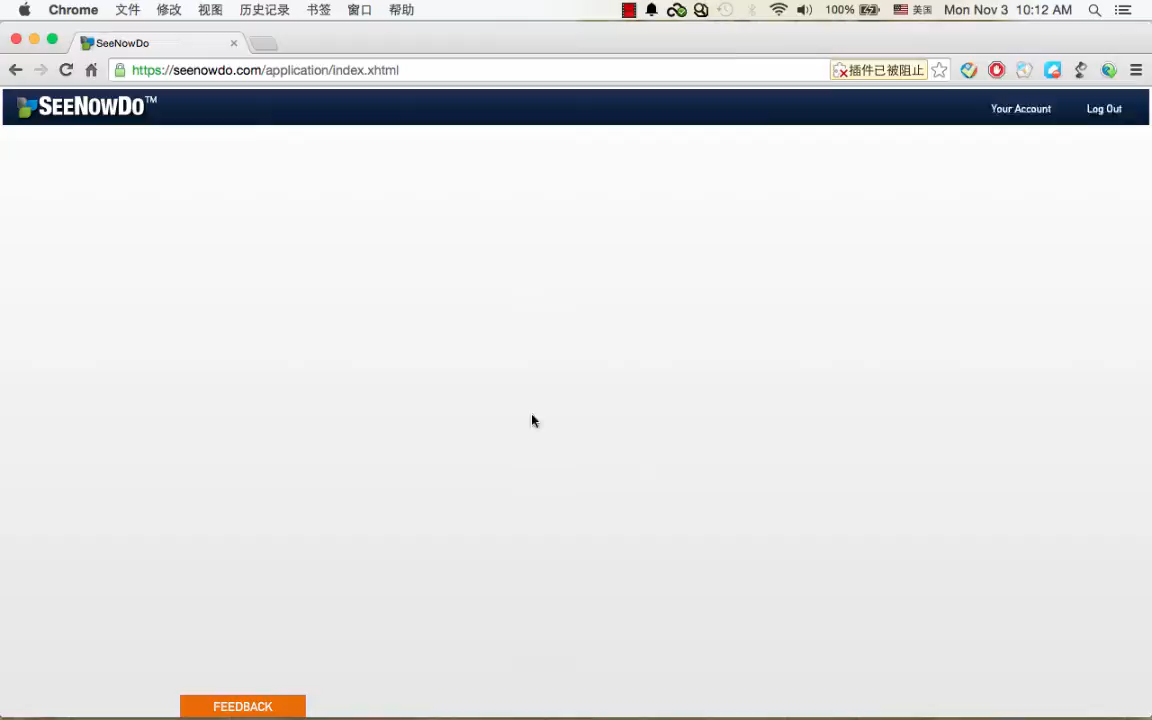 Chrome 文件 修改 视图 历史记录 书签 窗口 帮助 100% 美国 Mon Nov 3 10:12 AM
SeeNowDo
https://seenowdo.com/application/index.xhtml 插件已被阻止
SEENOWDO™ Your Account Log Out
FEEDBACK